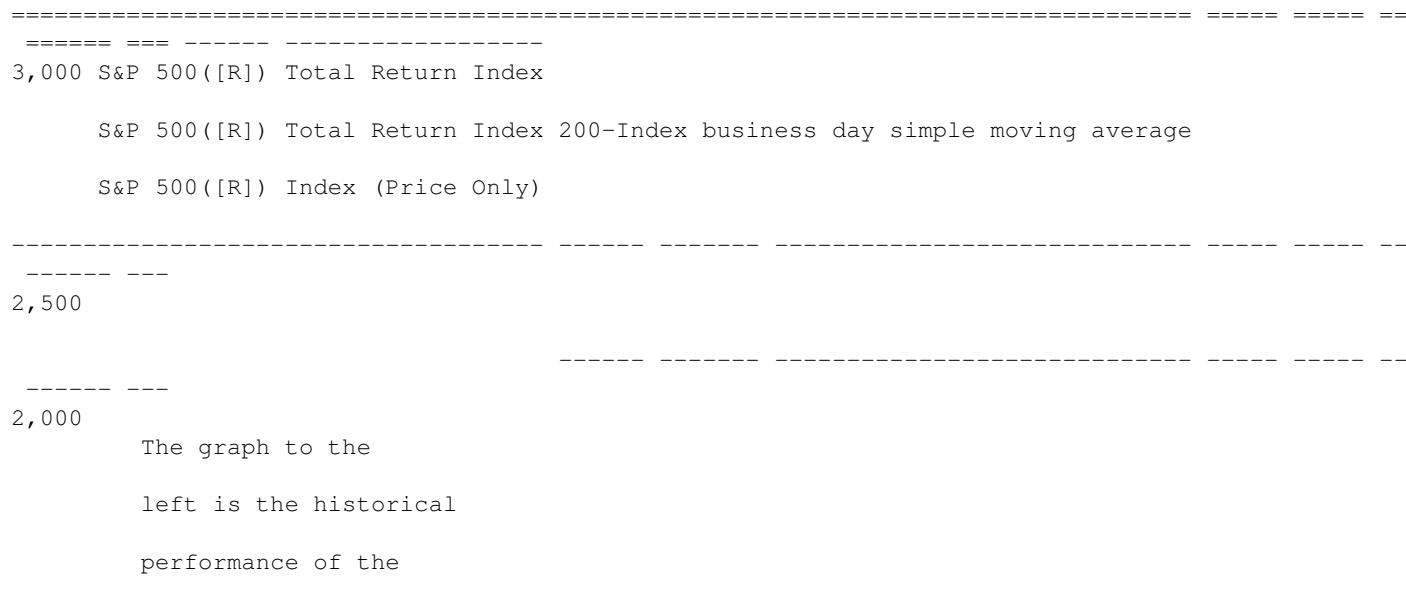 ================================================================================== ===== ===== ==
====== === ------ ------------------
3,000 S&P 500([R]) Total Return Index
S&P 500([R]) Total Return Index 200-Index business day simple moving average
S&P 500([R]) Index (Price Only)
------------------------------------- ------ ------- ----------------------------- ----- ----- --
------ ---
2,500
------ ------- ----------------------------- ----- ----- --
------ ---
2,000
The graph to the
left is the historical
performance of the